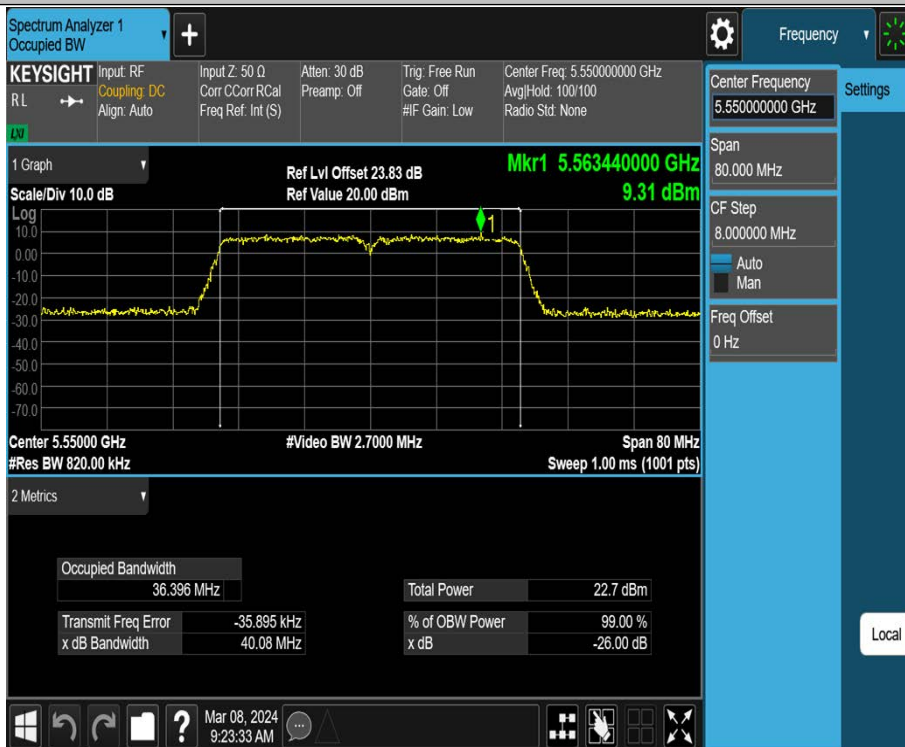 Spectrum Analyzer 1
Occupied BW
+
Frequency
KEYSIGHT
RL
LXI
Input: RF
Coupling: DC
Align: Auto
Input Z: 50 Ω
Corr CCorr RCal
Freq Ref: Int (S)
Atten: 30 dB
Preamp: Off
Trig: Free Run
Gate: Off
#IF Gain: Low
Center Freq: 5.550000000 GHz
Avg|Hold: 100/100
Radio Std: None
Center Frequency
5.550000000 GHz
Settings
Span
80.000 MHz
CF Step
8.000000 MHz
Auto
Man
Freq Offset
0 Hz
1 Graph
Scale/Div 10.0 dB
Ref Lvl Offset 23.83 dB
Ref Value 20.00 dBm
Mkr1 5.563440000 GHz
9.31 dBm
Log
1
10.0
0.00
-10.0
-20.0
-30.0
-40.0
-50.0
-60.0
-70.0
Center 5.55000 GHz
#Video BW 2.7000 MHz
Span 80 MHz
#Res BW 820.00 kHz
Sweep 1.00 ms (1001 pts)
2 Metrics
Occupied Bandwidth
36.396 MHz
Total Power 22.7 dBm
Transmit Freq Error -35.895 kHz
% of OBW Power 99.00 %
x dB Bandwidth 40.08 MHz
x dB -26.00 dB
Local
?
Mar 08, 2024
9:23:33 AM